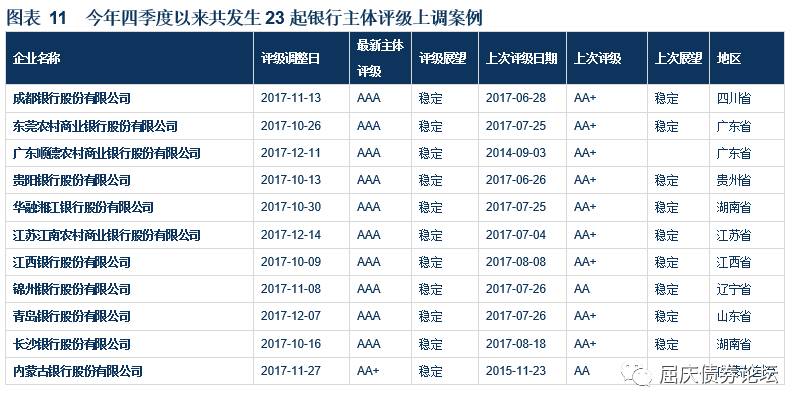 图表 11 今年四季度以来共发生 23 起银行主体评级上调案例
企业名称 评级调整日 最新主体评级 评级展望 上次评级日期 上次评级 上次展望 地区
成都银行股份有限公司 2017-11-13 AAA 稳定 2017-06-28 AA+ 稳定 四川省
东莞农村商业银行股份有限公司 2017-10-26 AAA 稳定 2017-07-25 AA+ 稳定 广东省
广东顺德农村商业银行股份有限公司 2017-12-11 AAA 稳定 2014-09-03 AA+ 广东省
贵阳银行股份有限公司 2017-10-13 AAA 稳定 2017-06-26 AA+ 稳定 贵州省
华融湘江银行股份有限公司 2017-10-30 AAA 稳定 2017-07-25 AA+ 稳定 湖南省
江苏江南农村商业银行股份有限公司 2017-12-14 AAA 稳定 2017-07-04 AA+ 稳定 江苏省
江西银行股份有限公司 2017-10-09 AAA 稳定 2017-08-08 AA+ 稳定 江西省
锦州银行股份有限公司 2017-11-08 AAA 稳定 2017-07-26 AA 稳定 辽宁省
青岛银行股份有限公司 2017-12-07 AAA 稳定 2017-07-26 AA+ 稳定 山东省
长沙银行股份有限公司 2017-10-16 AAA 稳定 2017-08-18 AA+ 稳定 湖南省
内蒙古银行股份有限公司 2017-11-27 AA+ 稳定 2015-11-23 AA
屈庆债券论坛